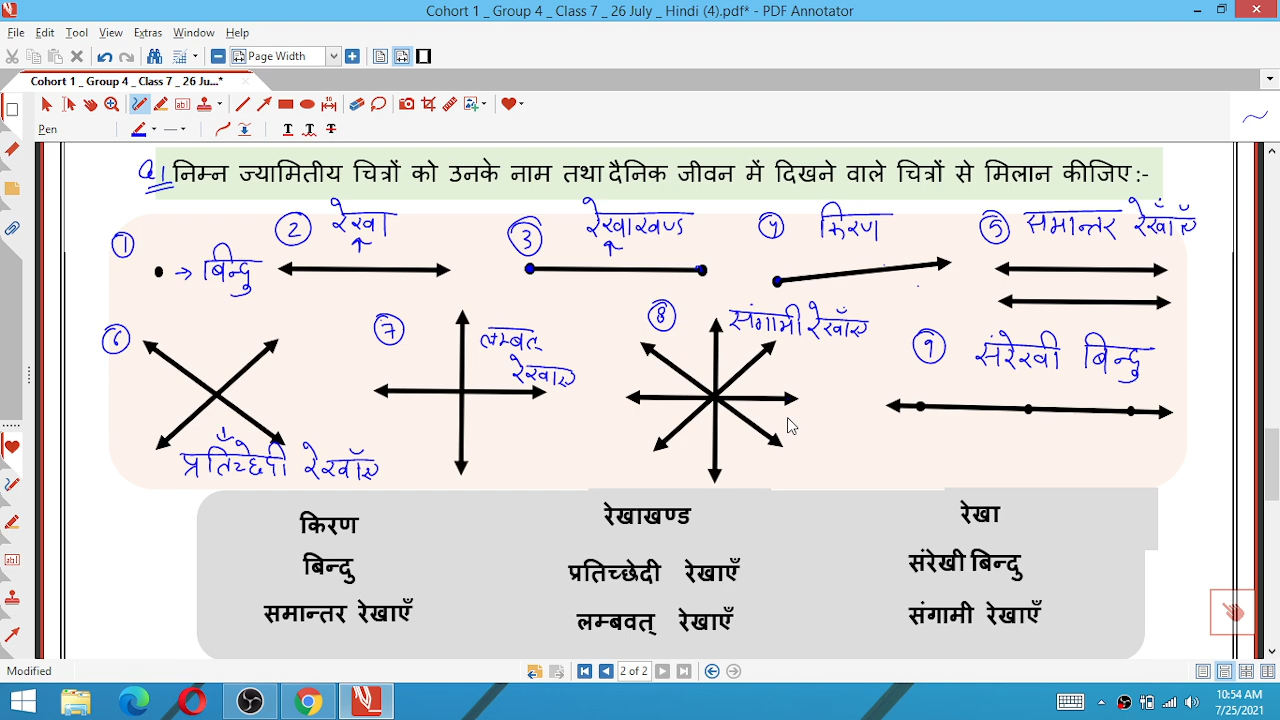 Cohort 1 _ Group 4 _ Class 7 _ 26 July _ Hindi (4).pdf* - PDF Annotator
File Edit Tool View Extras Window Help
Page Width
Cohort 1 _ Group 4 _ Class 7 _ 26 Ju...*
Pen
Q.1 निम्न ज्यामितीय चित्रों को उनके नाम तथा दैनिक जीवन में दिखने वाले चित्रों से मिलान कीजिए :-
① → बिन्दु
② रेखा
③ रेखाखण्ड
④ किरण
⑤ समान्तर रेखाँए
⑥ प्रतिच्छेदी रेखाँए
⑦ लम्बत्
रेखाए
⑧ संगामी रेखाँए
⑨ संरेखी बिन्दु
किरण रेखाखण्ड रेखा
बिन्दु प्रतिच्छेदी रेखाएँ संरेखी बिन्दु
समान्तर रेखाएँ लम्बवत् रेखाएँ संगामी रेखाएँ
Modified
2 of 2
10:54 AM
7/25/2021